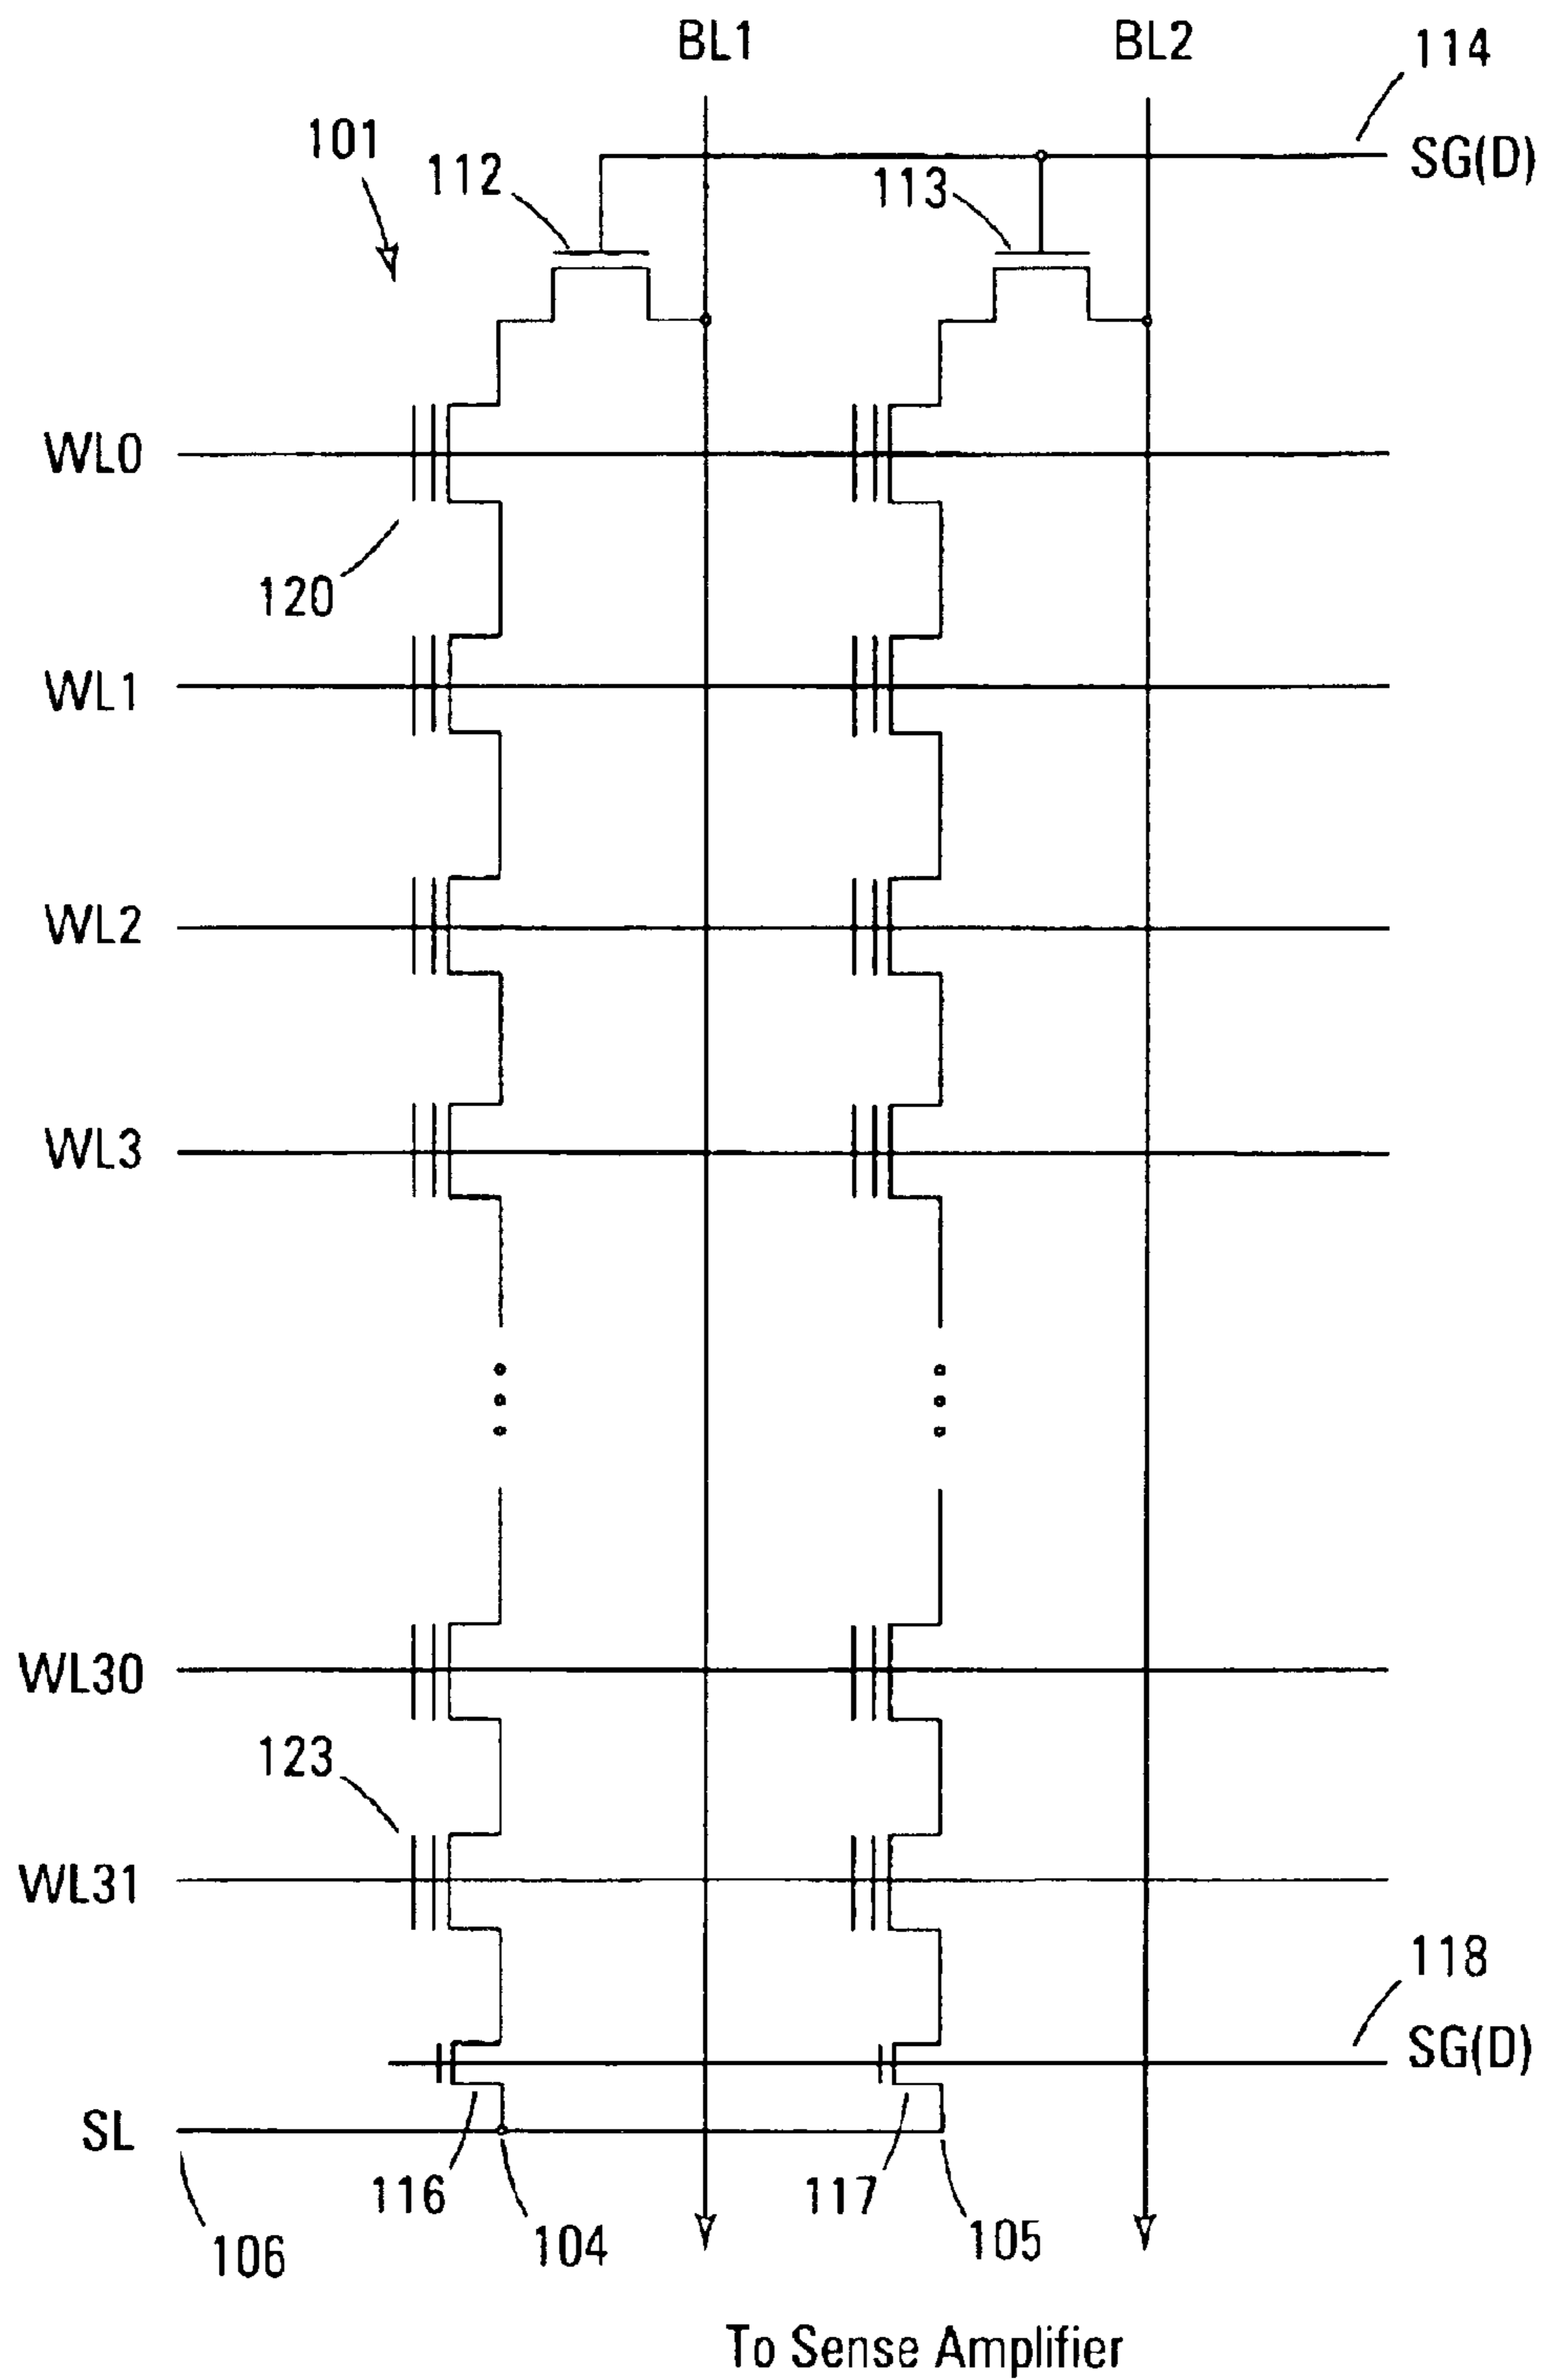 BL1
BL2
114
SG(D)
101
112
113
WL0
120
WL1
WL2
WL3
WL30
123
WL31
118
SG(D)
SL
116
104
117
105
106
To Sense Amplifier